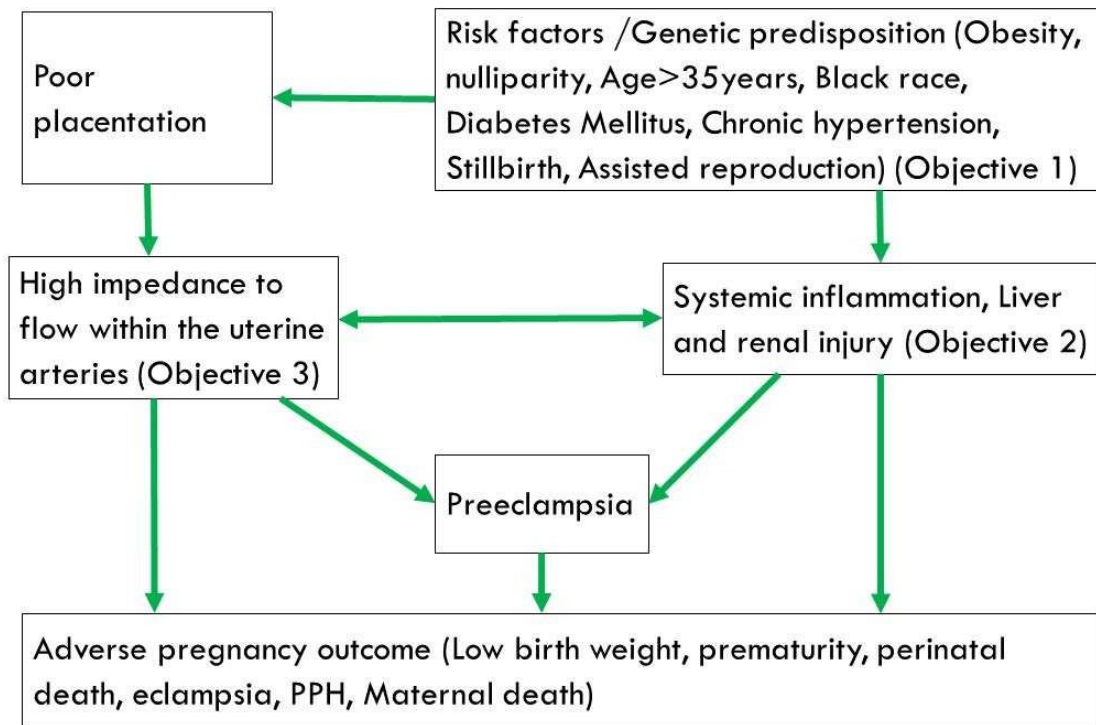 Poor
placentation
Risk factors /Genetic predisposition (Obesity,
nulliparity, Age>35years, Black race,
Diabetes Mellitus, Chronic hypertension,
Stillbirth, Assisted reproduction) (Objective 1)
High impedance to
flow within the uterine
arteries (Objective 3)
Systemic inflammation, Liver
and renal injury (Objective 2)
Preeclampsia
Adverse pregnancy outcome (Low birth weight, prematurity, perinatal
death, eclampsia, PPH, Maternal death)